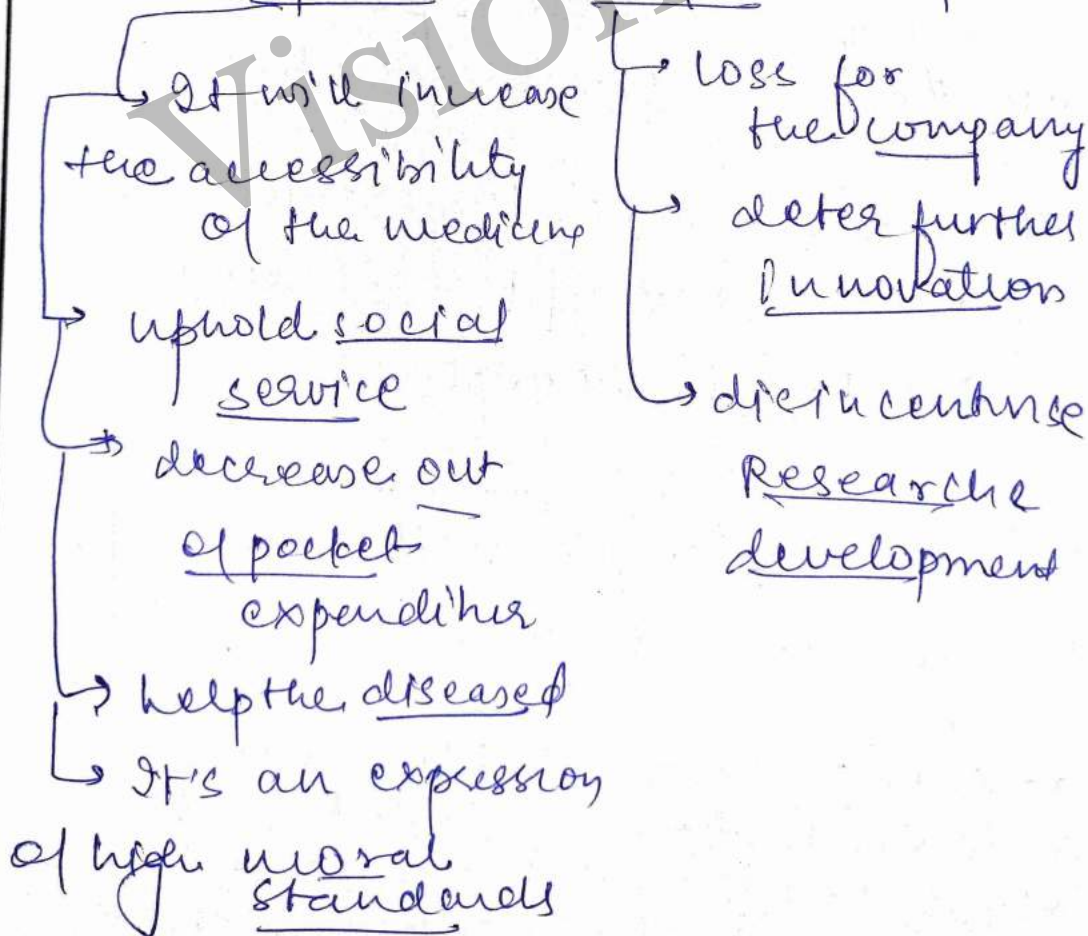 It will increase
the accessibility
of the medicine
uphold social
service
decrease out
of pocket
expenditure
help the diseased
It's an expression
of high moral
standards
loss for
the company
deter further
Innovation
disincentivise
Research
development
Vision